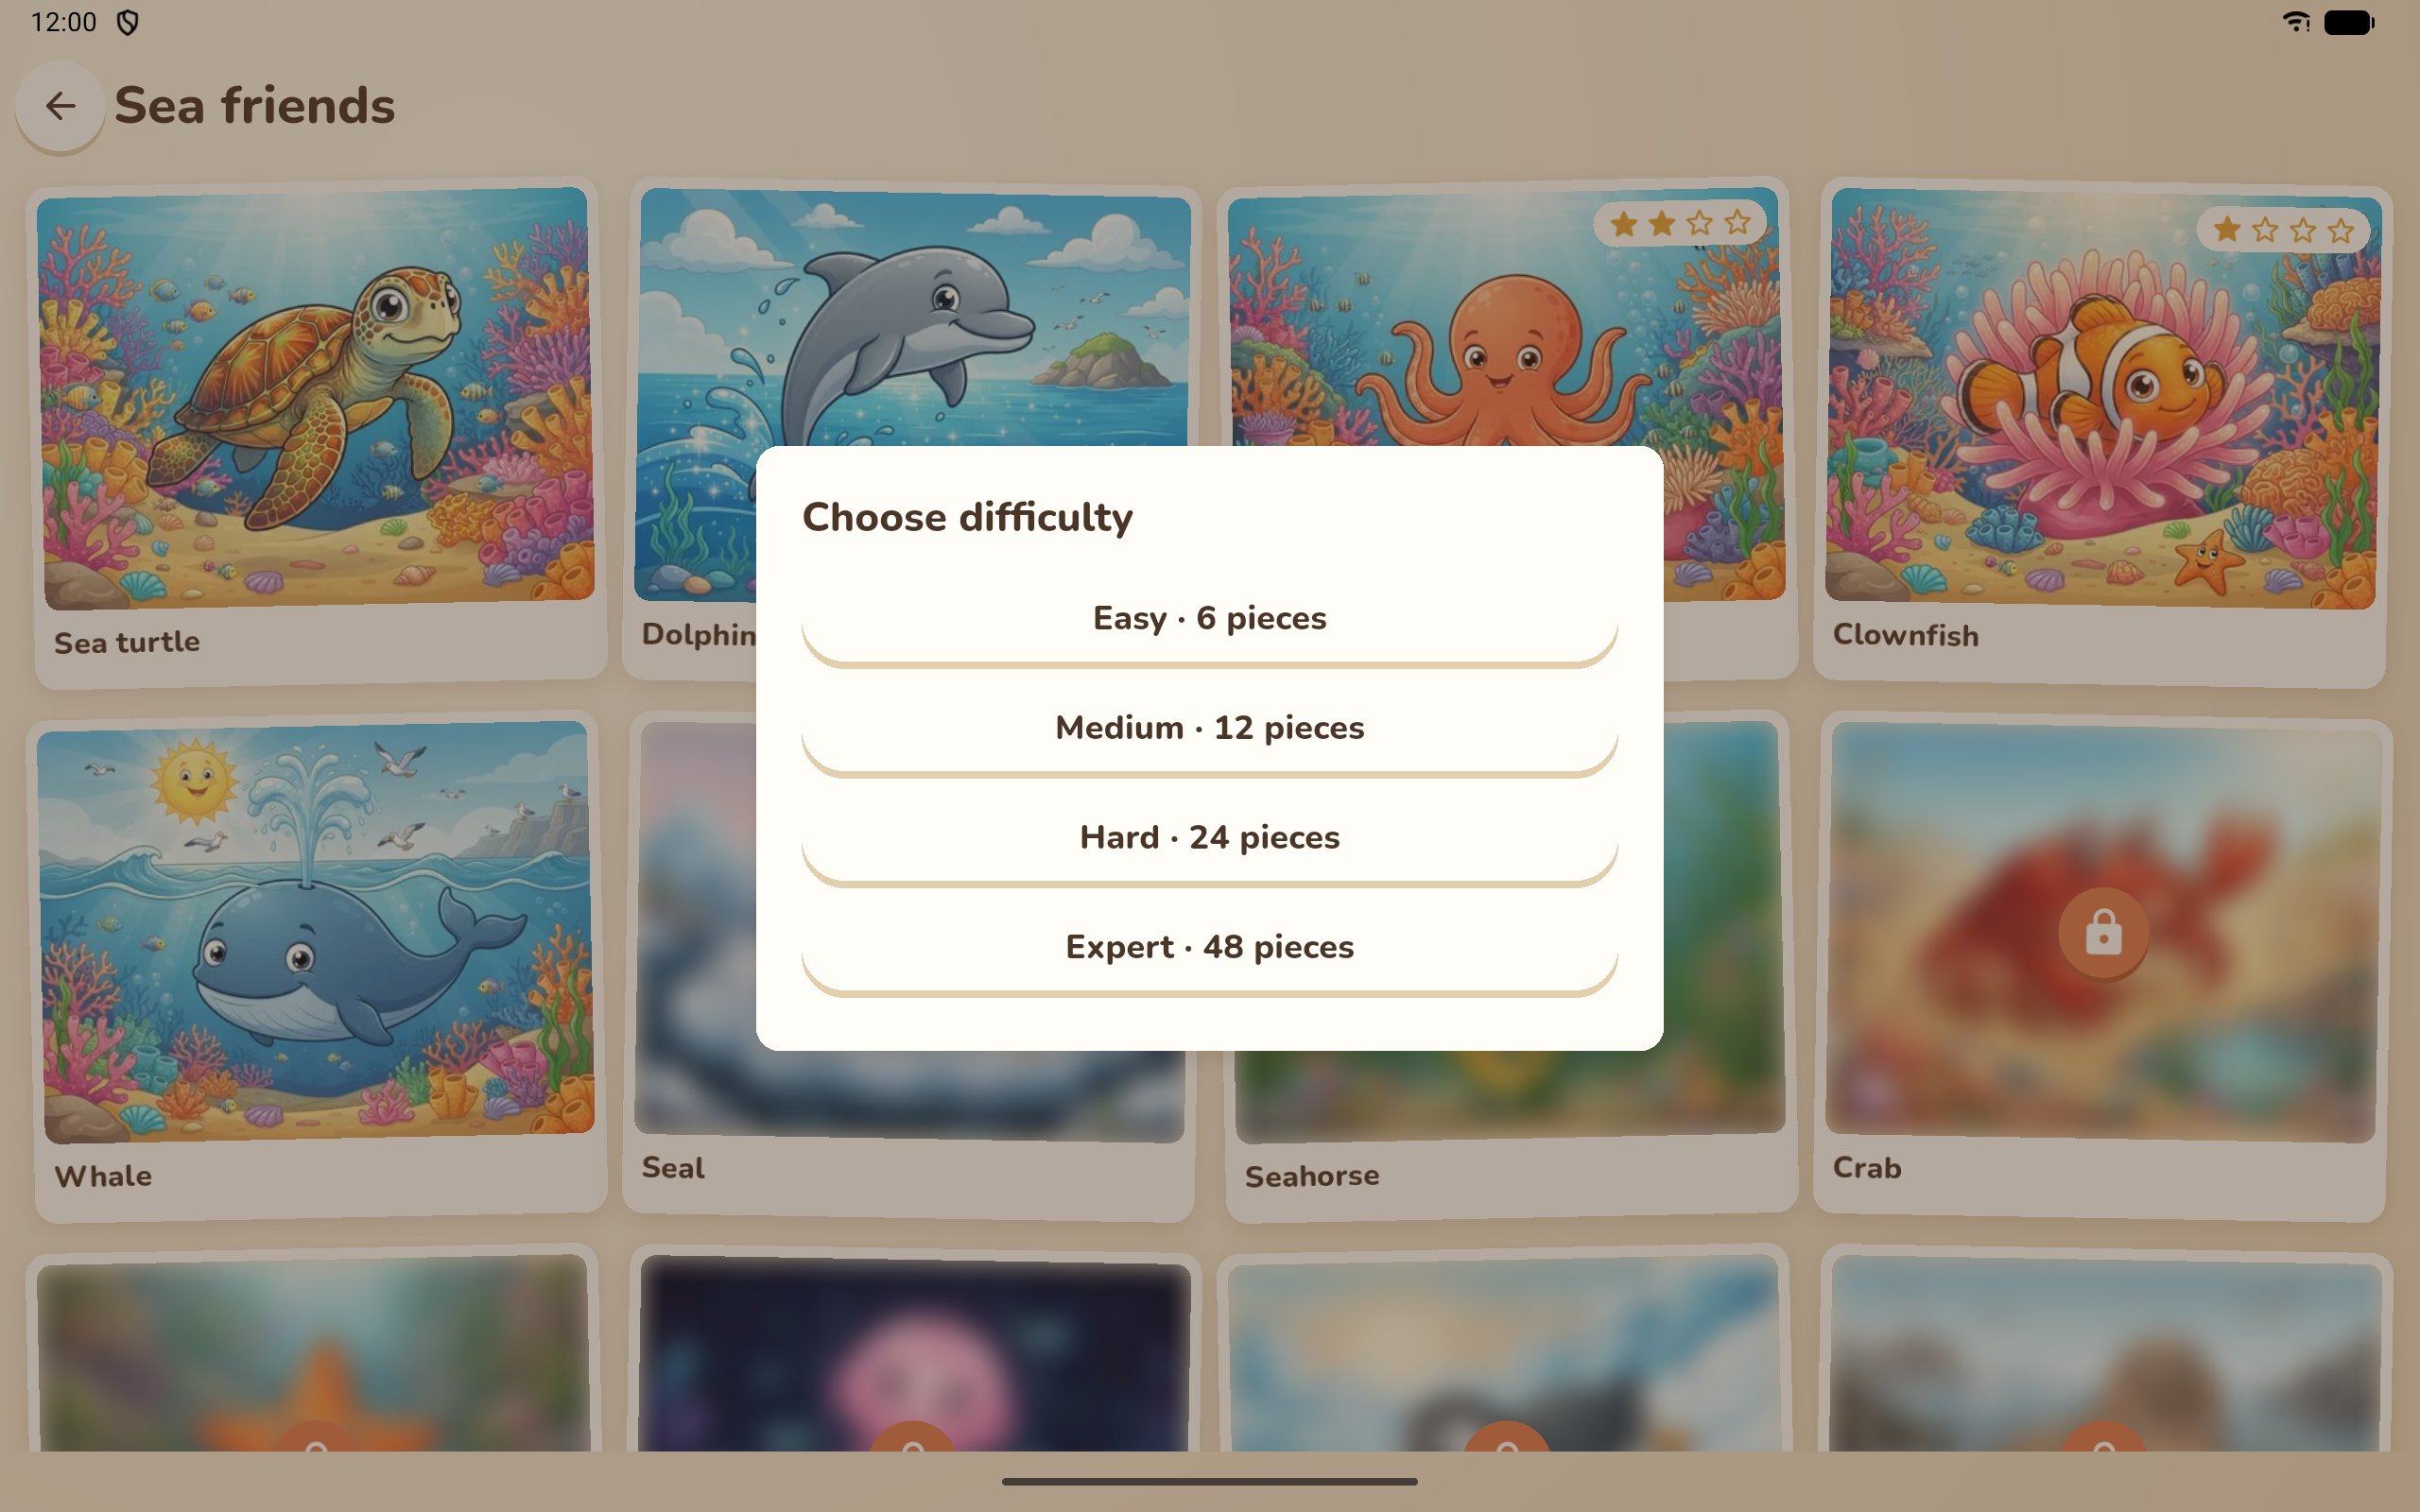 12:00
Sea friends
Sea turtle
Dolphin
Clownfish
Choose difficulty
Easy · 6 pieces
Medium · 12 pieces
Hard · 24 pieces
Expert · 48 pieces
Whale
Seal
Seahorse
Crab